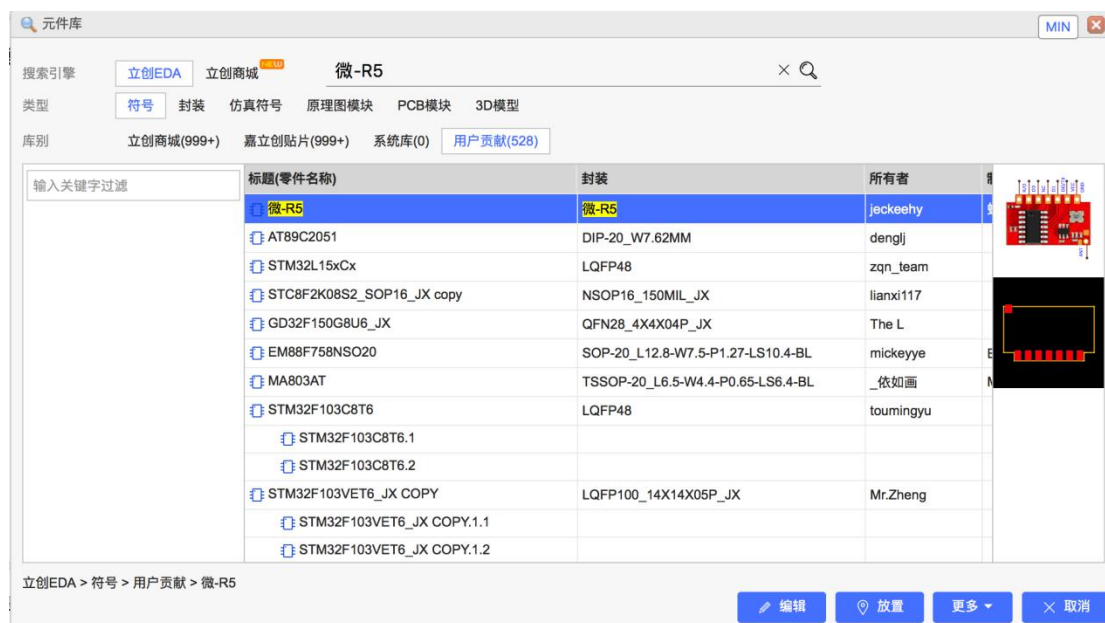 元件库 MIN
搜索引擎 立创EDA 立创商城 NEW 微-R5
类型 符号 封装 仿真符号 原理图模块 PCB模块 3D模型
库别 立创商城(999+) 嘉立创贴片(999+) 系统库(0) 用户贡献(528)
输入关键字过滤
标题(零件名称) 封装 所有者
微-R5 微-R5 jeckeehy
AT89C2051 DIP-20_W7.62MM denglj
STM32L15xCx LQFP48 zqn_team
STC8F2K08S2_SOP16_JX copy NSOP16_150MIL_JX lianxi117
GD32F150G8U6_JX QFN28_4X4X04P_JX The L
EM88F758NSO20 SOP-20_L12.8-W7.5-P1.27-LS10.4-BL mickeyye
MA803AT TSSOP-20_L6.5-W4.4-P0.65-LS6.4-BL _依如画
STM32F103C8T6 LQFP48 toumingyu
STM32F103C8T6.1
STM32F103C8T6.2
STM32F103VET6_JX COPY LQFP100_14X14X05P_JX Mr.Zheng
STM32F103VET6_JX COPY.1.1
STM32F103VET6_JX COPY.1.2
立创EDA > 符号 > 用户贡献 > 微-R5
编辑 放置 更多 取消